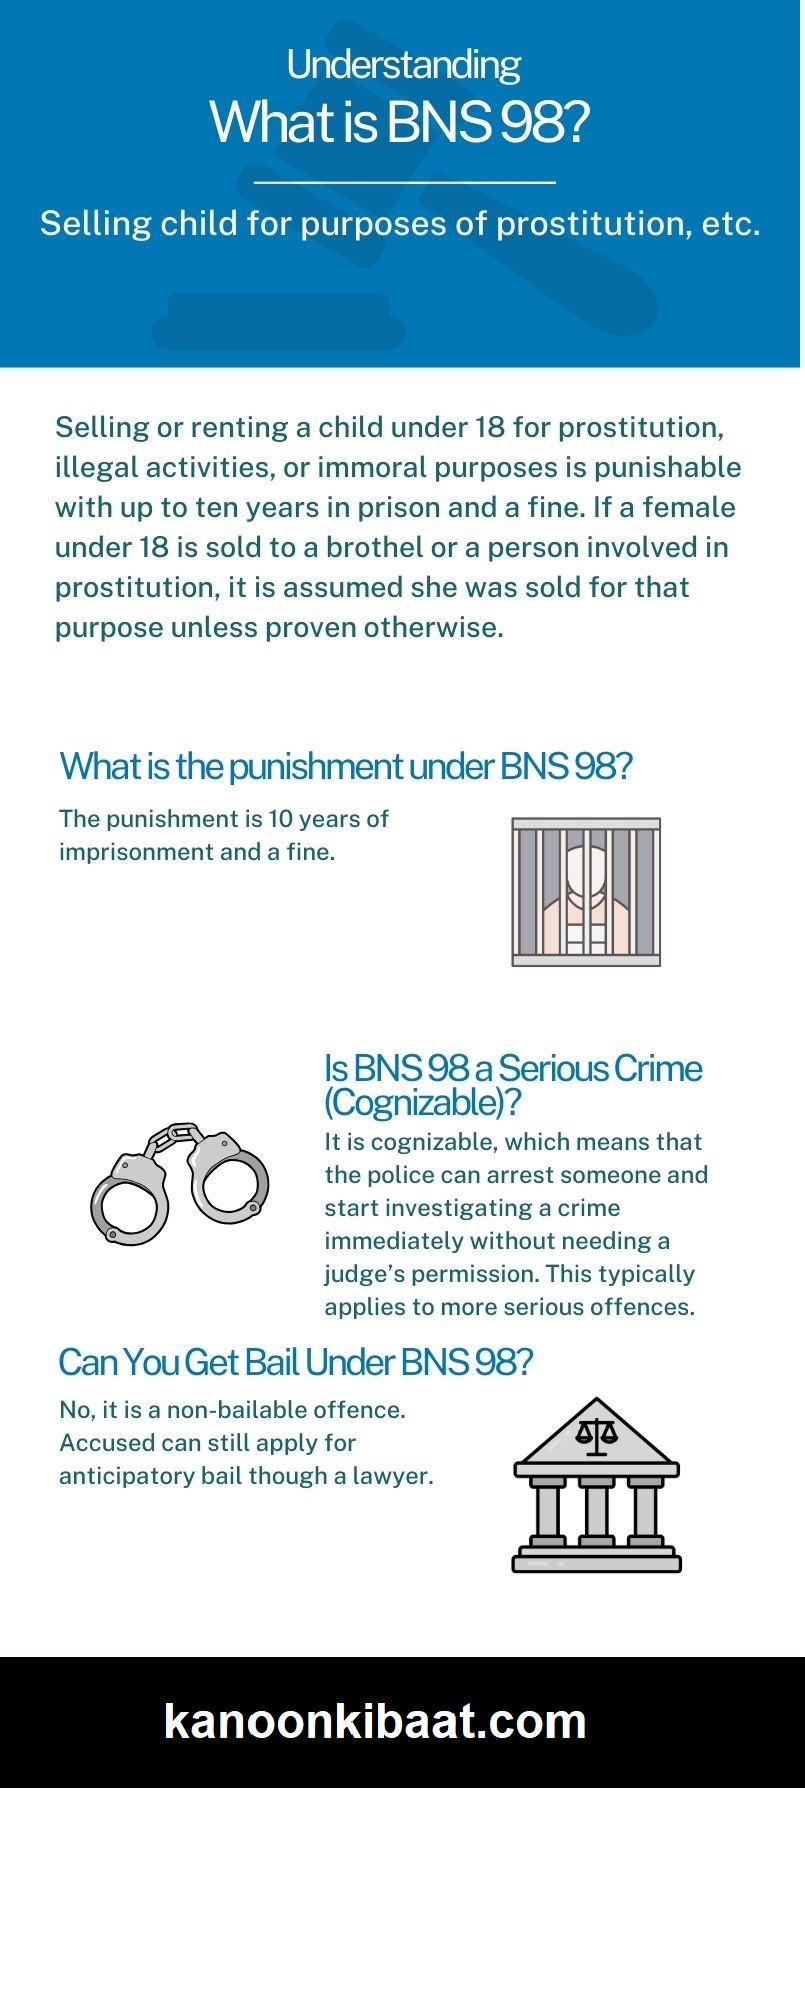 Understanding
What is BNS 98?
Selling child for purposes of prostitution, etc.
Selling or renting a child under 18 for prostitution,
illegal activities, or immoral purposes is punishable
with up to ten years in prison and a fine. If a female
under 18 is sold to a brothel or a person involved in
prostitution, it is assumed she was sold for that
purpose unless proven otherwise.
What is the punishment under BNS 98?
The punishment is 10 years of
imprisonment and a fine.
Is BNS 98 a Serious Crime
(Cognizable)?
It is cognizable, which means that
the police can arrest someone and
start investigating a crime
immediately without needing a
judge’s permission. This typically
applies to more serious offences.
Can You Get Bail Under BNS 98?
No, it is a non-bailable offence.
Accused can still apply for
anticipatory bail though a lawyer.
kanoonkibaat.com